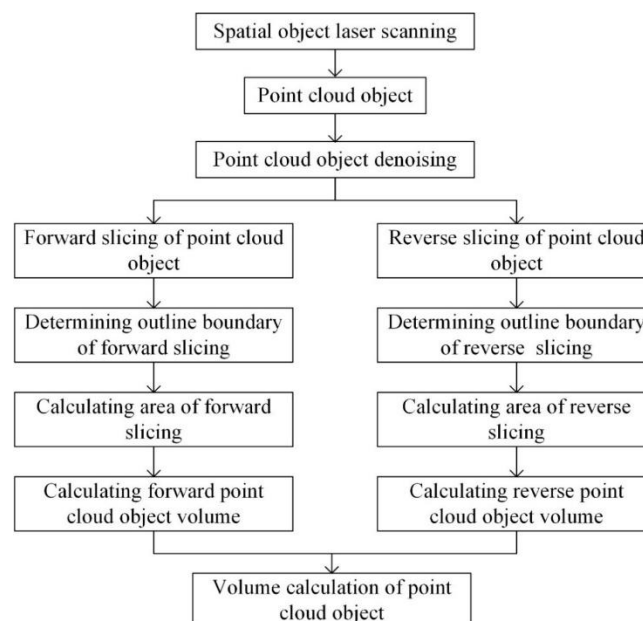 Spatial object laser scanning
Point cloud object
Point cloud object denoising
Forward slicing of point cloud
object
Reverse slicing of point cloud
object
Determining outline boundary
of forward slicing
Determining outline boundary
of reverse slicing
Calculating area of forward
slicing
Calculating area of reverse
slicing
Calculating forward point
cloud object volume
Calculating reverse point
cloud object volume
Volume calculation of point
cloud object